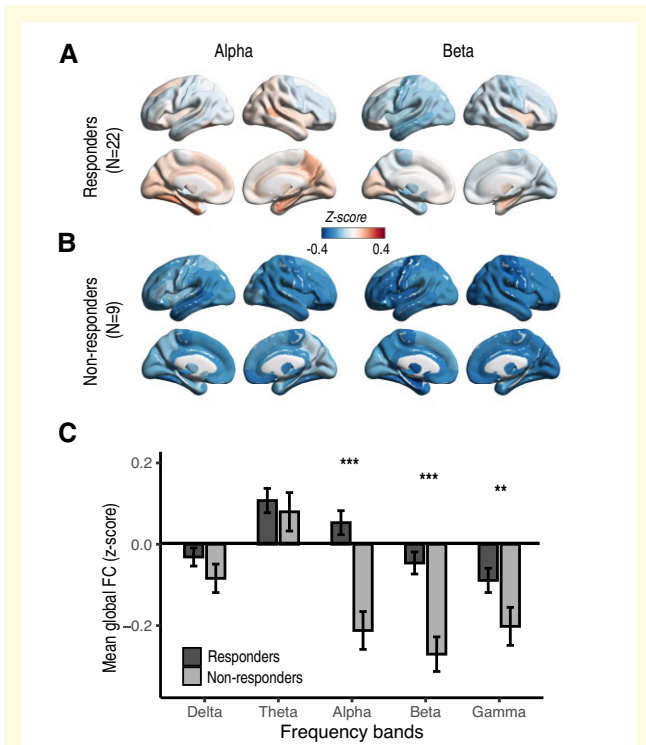 A
Alpha
Beta
Responders
(N=22)
Z-score
-0.4
0.4
B
Non-responders
(N=9)
C
Mean global FC (z-score)
0.2
0.0
−0.2
***
***
**
Responders
Non-responders
Delta
Theta
Alpha
Beta
Gamma
Frequency bands